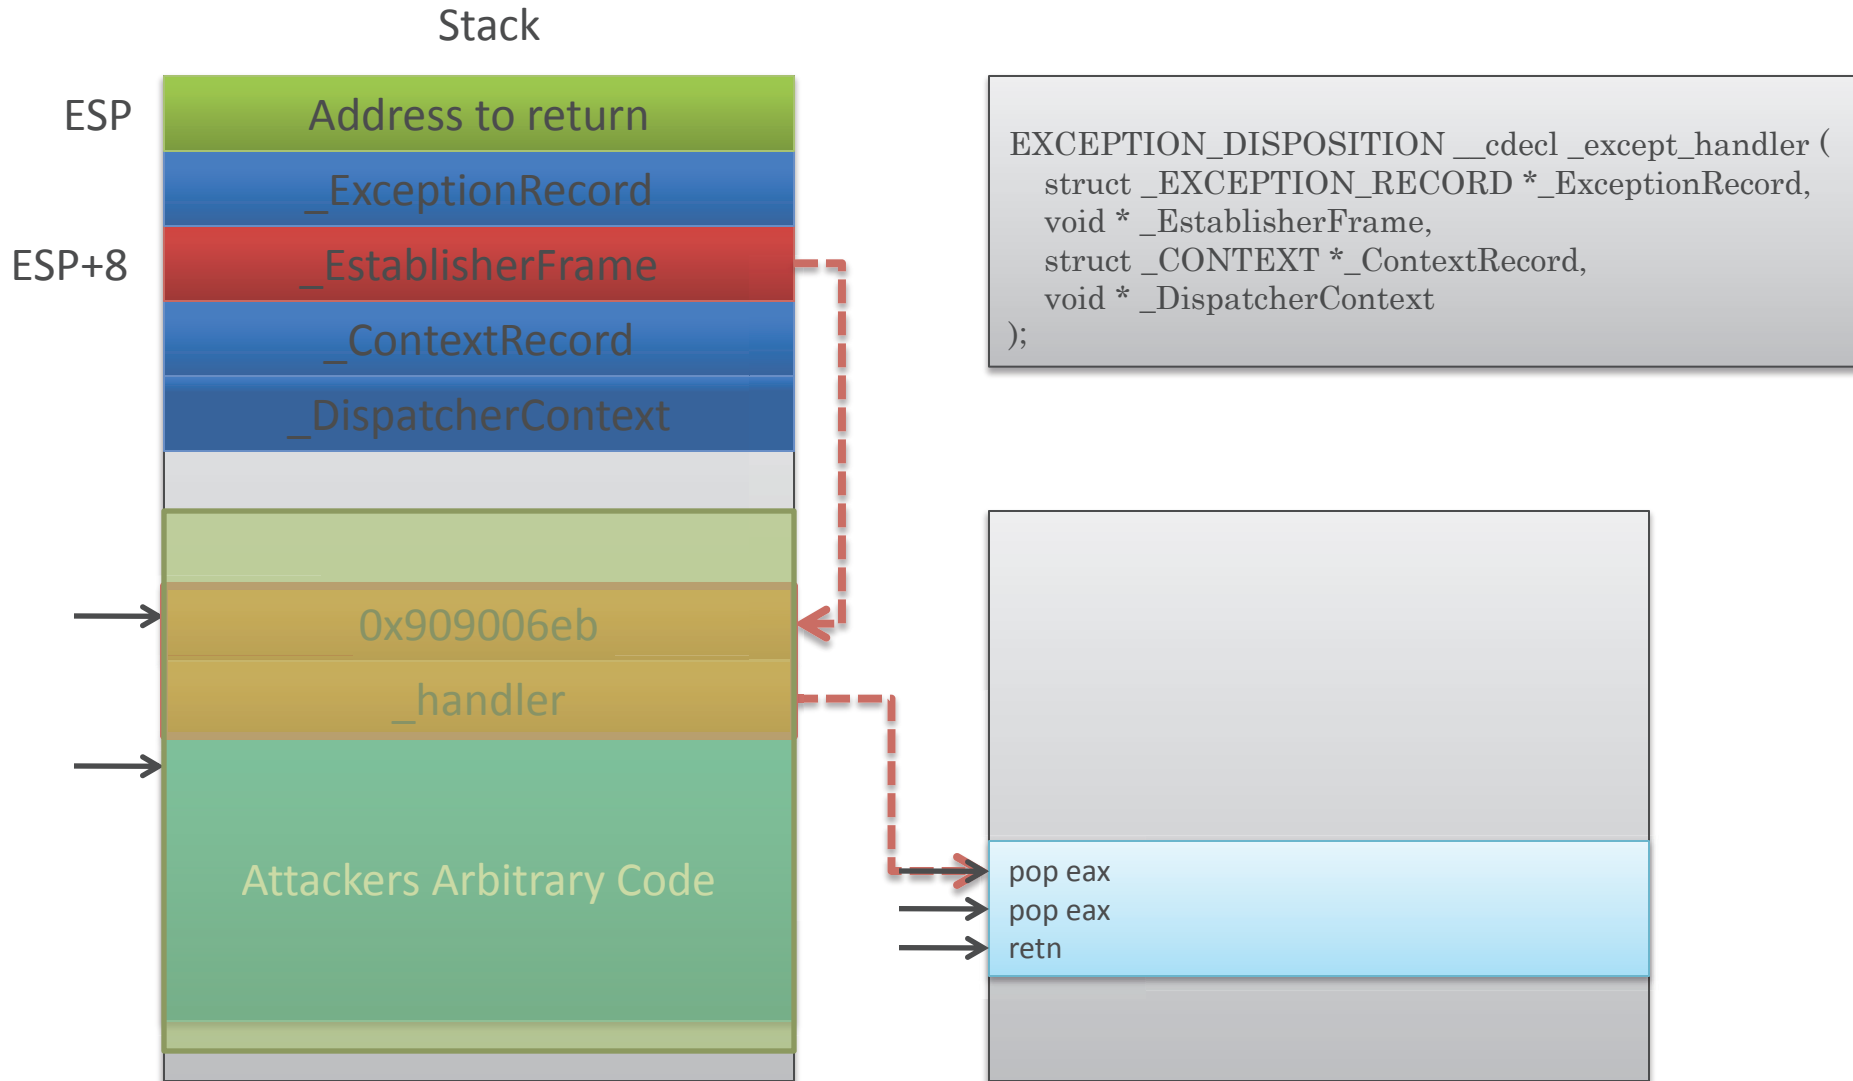 Stack
ESP
Address to return
_ExceptionRecord
ESP+8
_EstablisherFrame
_ContextRecord
_DispatcherContext
0x909006eb
_handler
Attackers Arbitrary Code
EXCEPTION_DISPOSITION __cdecl _except_handler (
struct _EXCEPTION_RECORD *_ExceptionRecord,
void * _EstablisherFrame,
struct _CONTEXT *_ContextRecord,
void * _DispatcherContext
);
pop eax
pop eax
retn